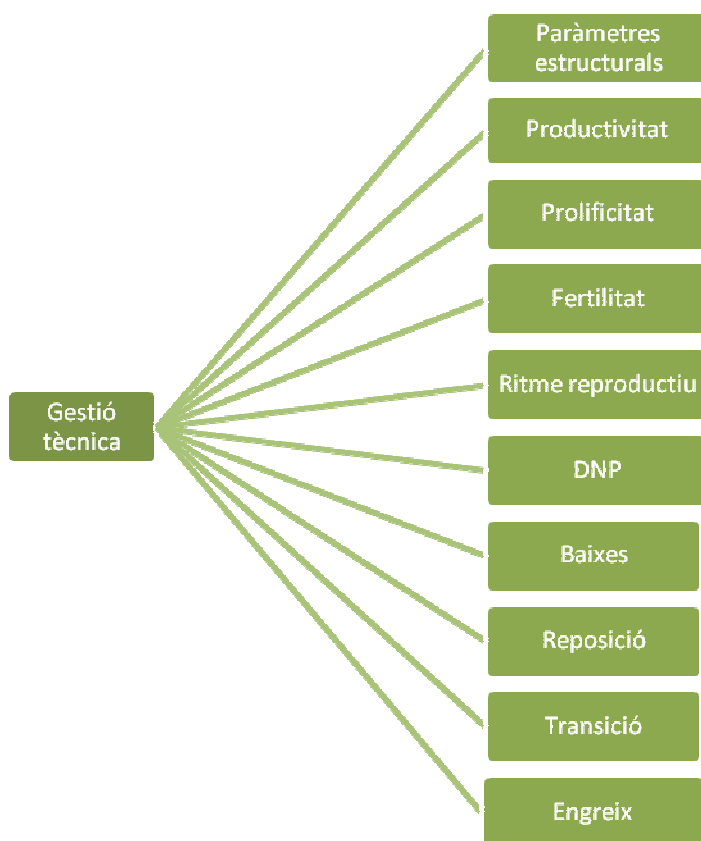 Paràmetres
estructurals
Productivitat
Prolificitat
Fertilitat
Ritme reproductiu
Gestió
tècnica
DNP
Baixes
Reposició
Transició
Engreix